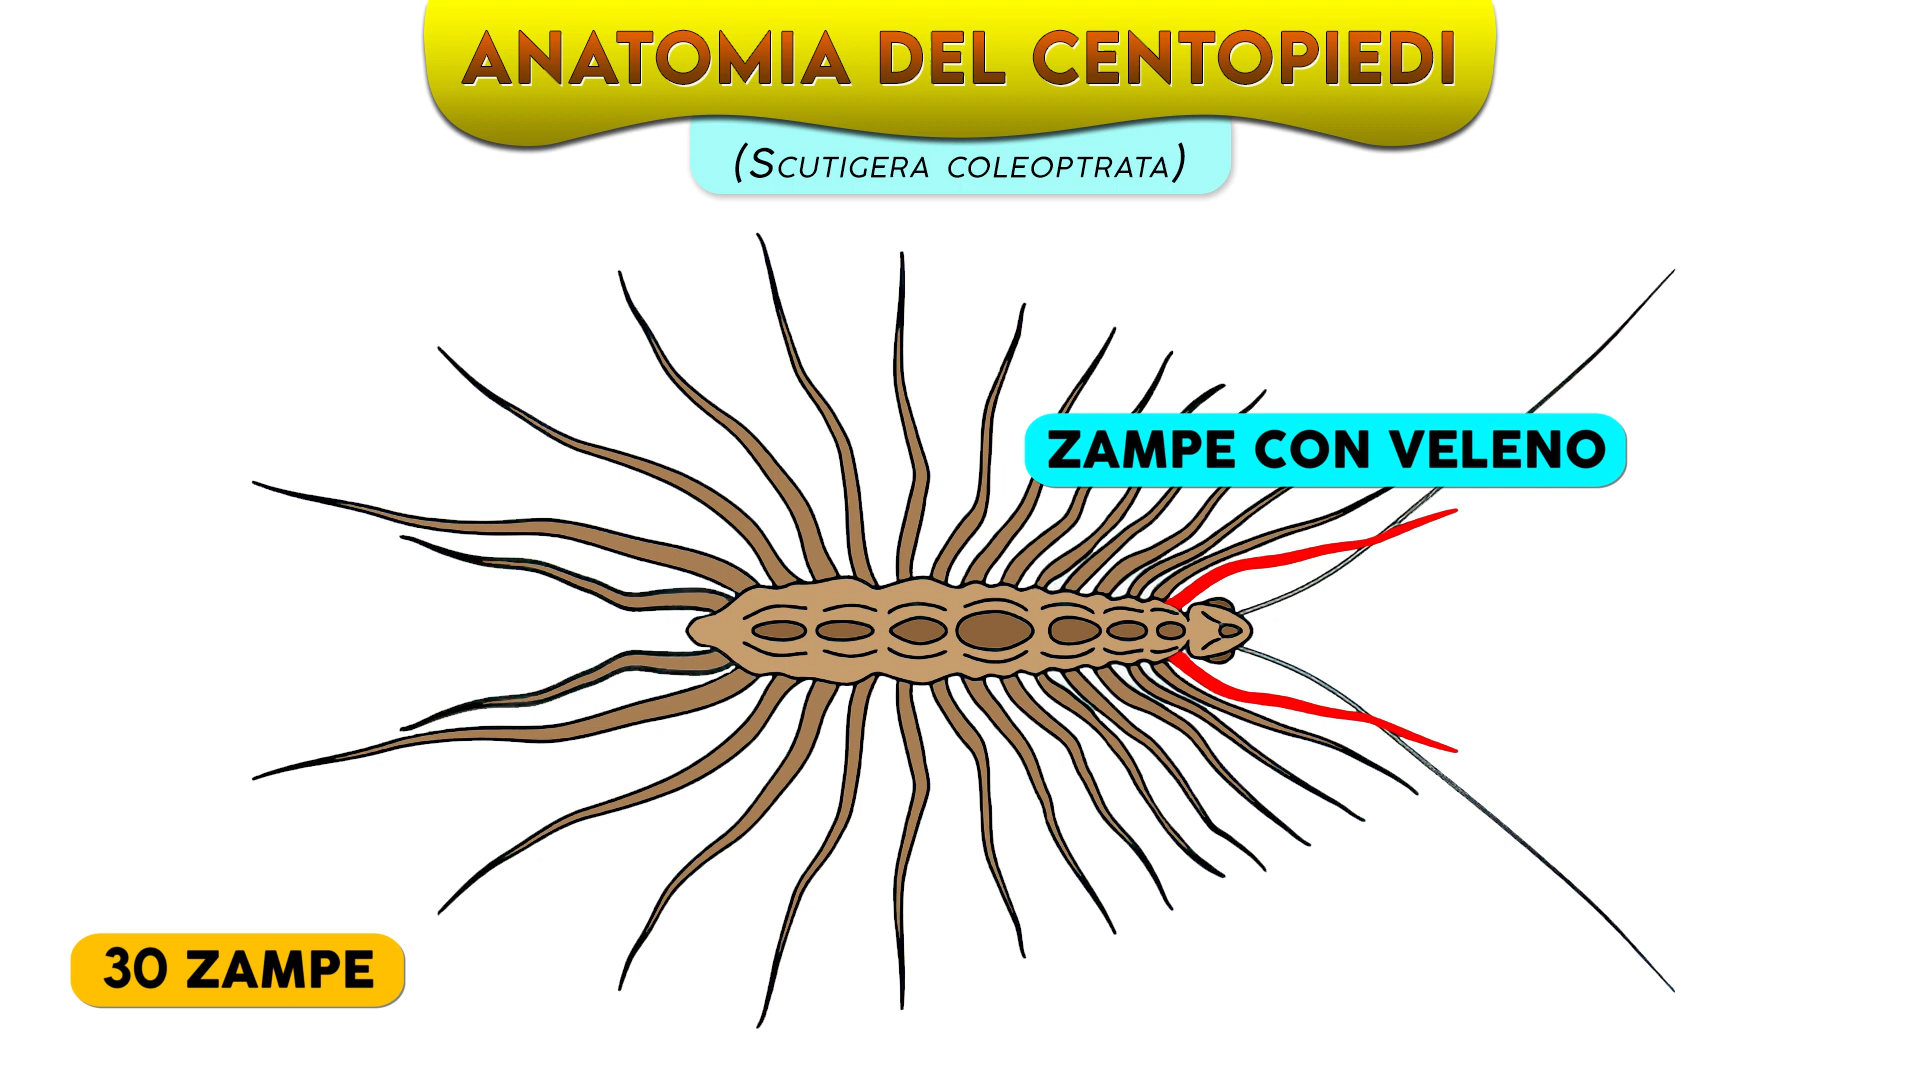 ANATOMIA DEL CENTOPIEDI
(Scutigera coleoptrata)
ZAMPE CON VELENO
30 ZAMPE